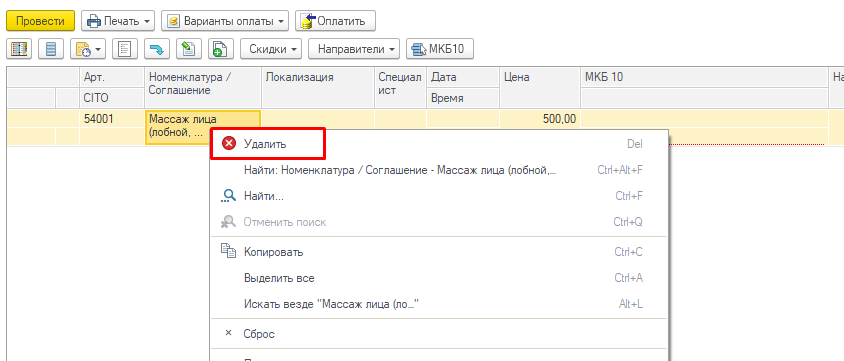 Провести Печать Варианты оплаты Оплатить
Скидки Направители МКБ10
Арт. Номенклатура / Соглашение Локализация Специалист Дата Цена МКБ 10 На
CITO Время
54001 Массаж лица (лобной, ... 500,00
Удалить Del
Найти: Номенклатура / Соглашение - Массаж лица (лобной,... Ctrl+Alt+F
Найти... Ctrl+F
Отменить поиск Ctrl+Q
Копировать Ctrl+C
Выделить все Ctrl+A
Искать везде "Массаж лица (ло..." Alt+L
Сброс